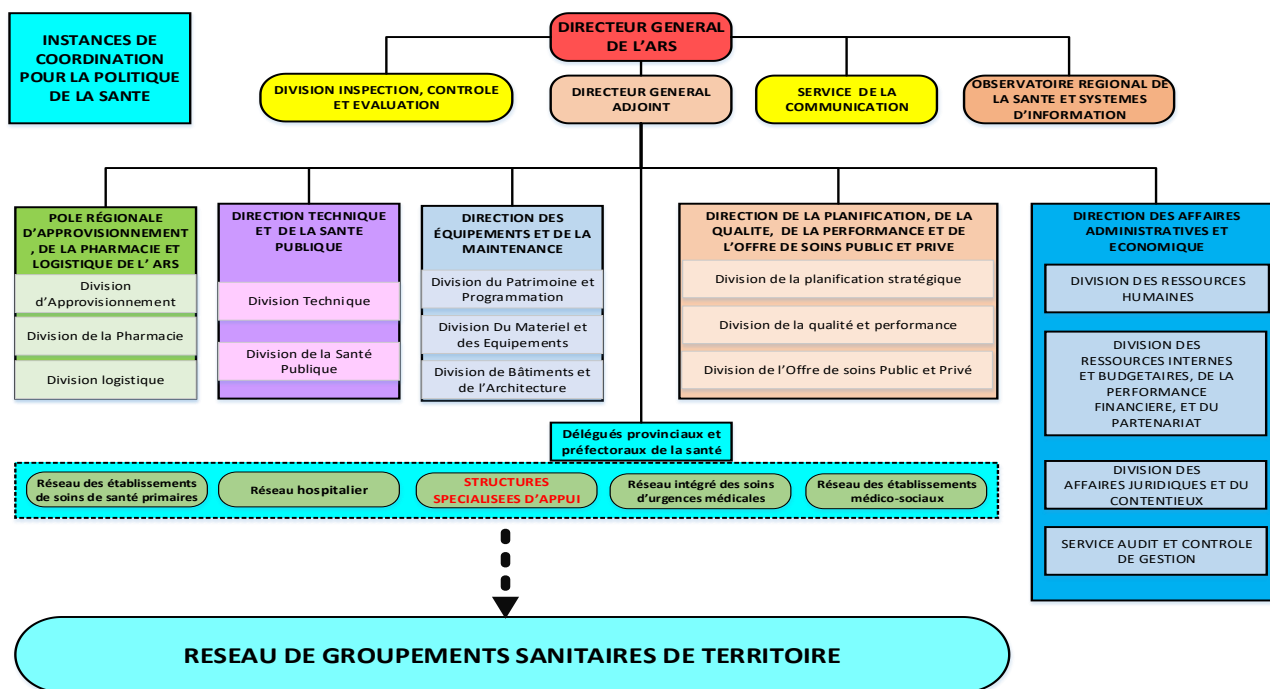 INSTANCES DE
COORDINATION
POUR LA POLITIQUE
DE LA SANTE
DIRECTEUR GENERAL
DE L’ARS
DIVISION INSPECTION, CONTROLE
ET EVALUATION
DIRECTEUR GENERAL
ADJOINT
SERVICE DE LA
COMMUNICATION
OBSERVATOIRE REGIONAL DE
LA SANTE ET SYSTEMES
D’INFORMATION
POLE RÉGIONALE
D’APPROVISIONNEMENT
, DE LA PHARMACIE ET
LOGISTIQUE DE L’ ARS
Division
d’Approvisionnement
Division de la Pharmacie
Division logistique
DIRECTION TECHNIQUE
ET DE LA SANTE
PUBLIQUE
Division Technique
Division de la Santé
Publique
DIRECTION DES
ÉQUIPEMENTS ET DE LA
MAINTENANCE
Division du Patrimoine et
Programmation
Division Du Materiel et
des Equipements
Division de Bâtiments et
de l’Architecture
DIRECTION DE LA PLANIFICATION, DE LA
QUALITE, DE LA PERFORMANCE ET DE
L’OFFRE DE SOINS PUBLIC ET PRIVE
Division de la planification stratégique
Division de la qualité et performance
Division de l’Offre de soins Public et Privé
DIRECTION DES AFFAIRES
ADMINISTRATIVES ET
ECONOMIQUE
DIVISION DES RESSOURCES
HUMAINES
DIVISION DES
RESSOURCES INTERNES
ET BUDGETAIRES, DE LA
PERFORMANCE
FINANCIERE, ET DU
PARTENARIAT
DIVISION DES
AFFAIRES JURIDIQUES ET DU
CONTENTIEUX
SERVICE AUDIT ET CONTROLE
DE GESTION
Délégués provinciaux et
préfectoraux de la santé
Réseau des établissements
de soins de santé primaires
Réseau hospitalier
STRUCTURES
SPECIALISEES D’APPUI
Réseau intégré des soins
d’urgences médicales
Réseau des établissements
médico-sociaux
RESEAU DE GROUPEMENTS SANITAIRES DE TERRITOIRE